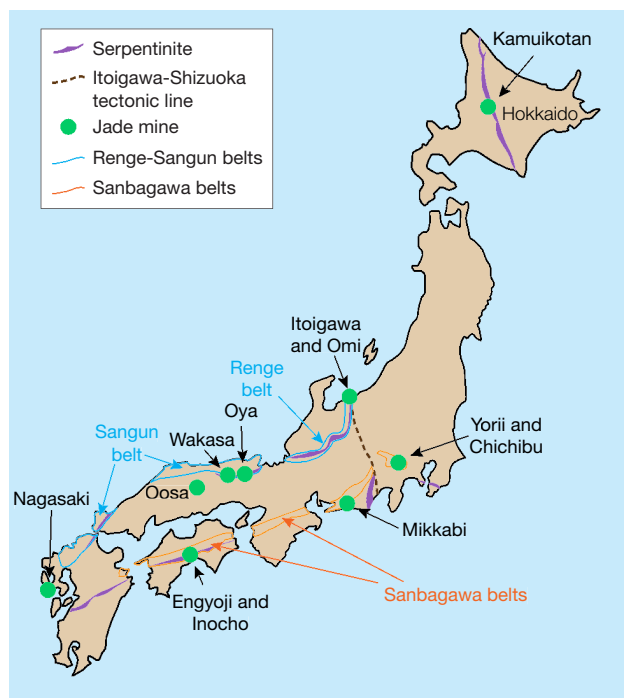 Serpentinite
Itoigawa-Shizuoka
tectonic line
Jade mine
Renge-Sangun belts
Sanbagawa belts
Kamuikotan
Hokkaido
Itoigawa
and Omi
Renge
belt
Oya
Wakasa
Sangun
belt
Oosa
Nagasaki
Yorii and
Chichibu
Mikkabi
Engyoji and
Inocho
Sanbagawa belts